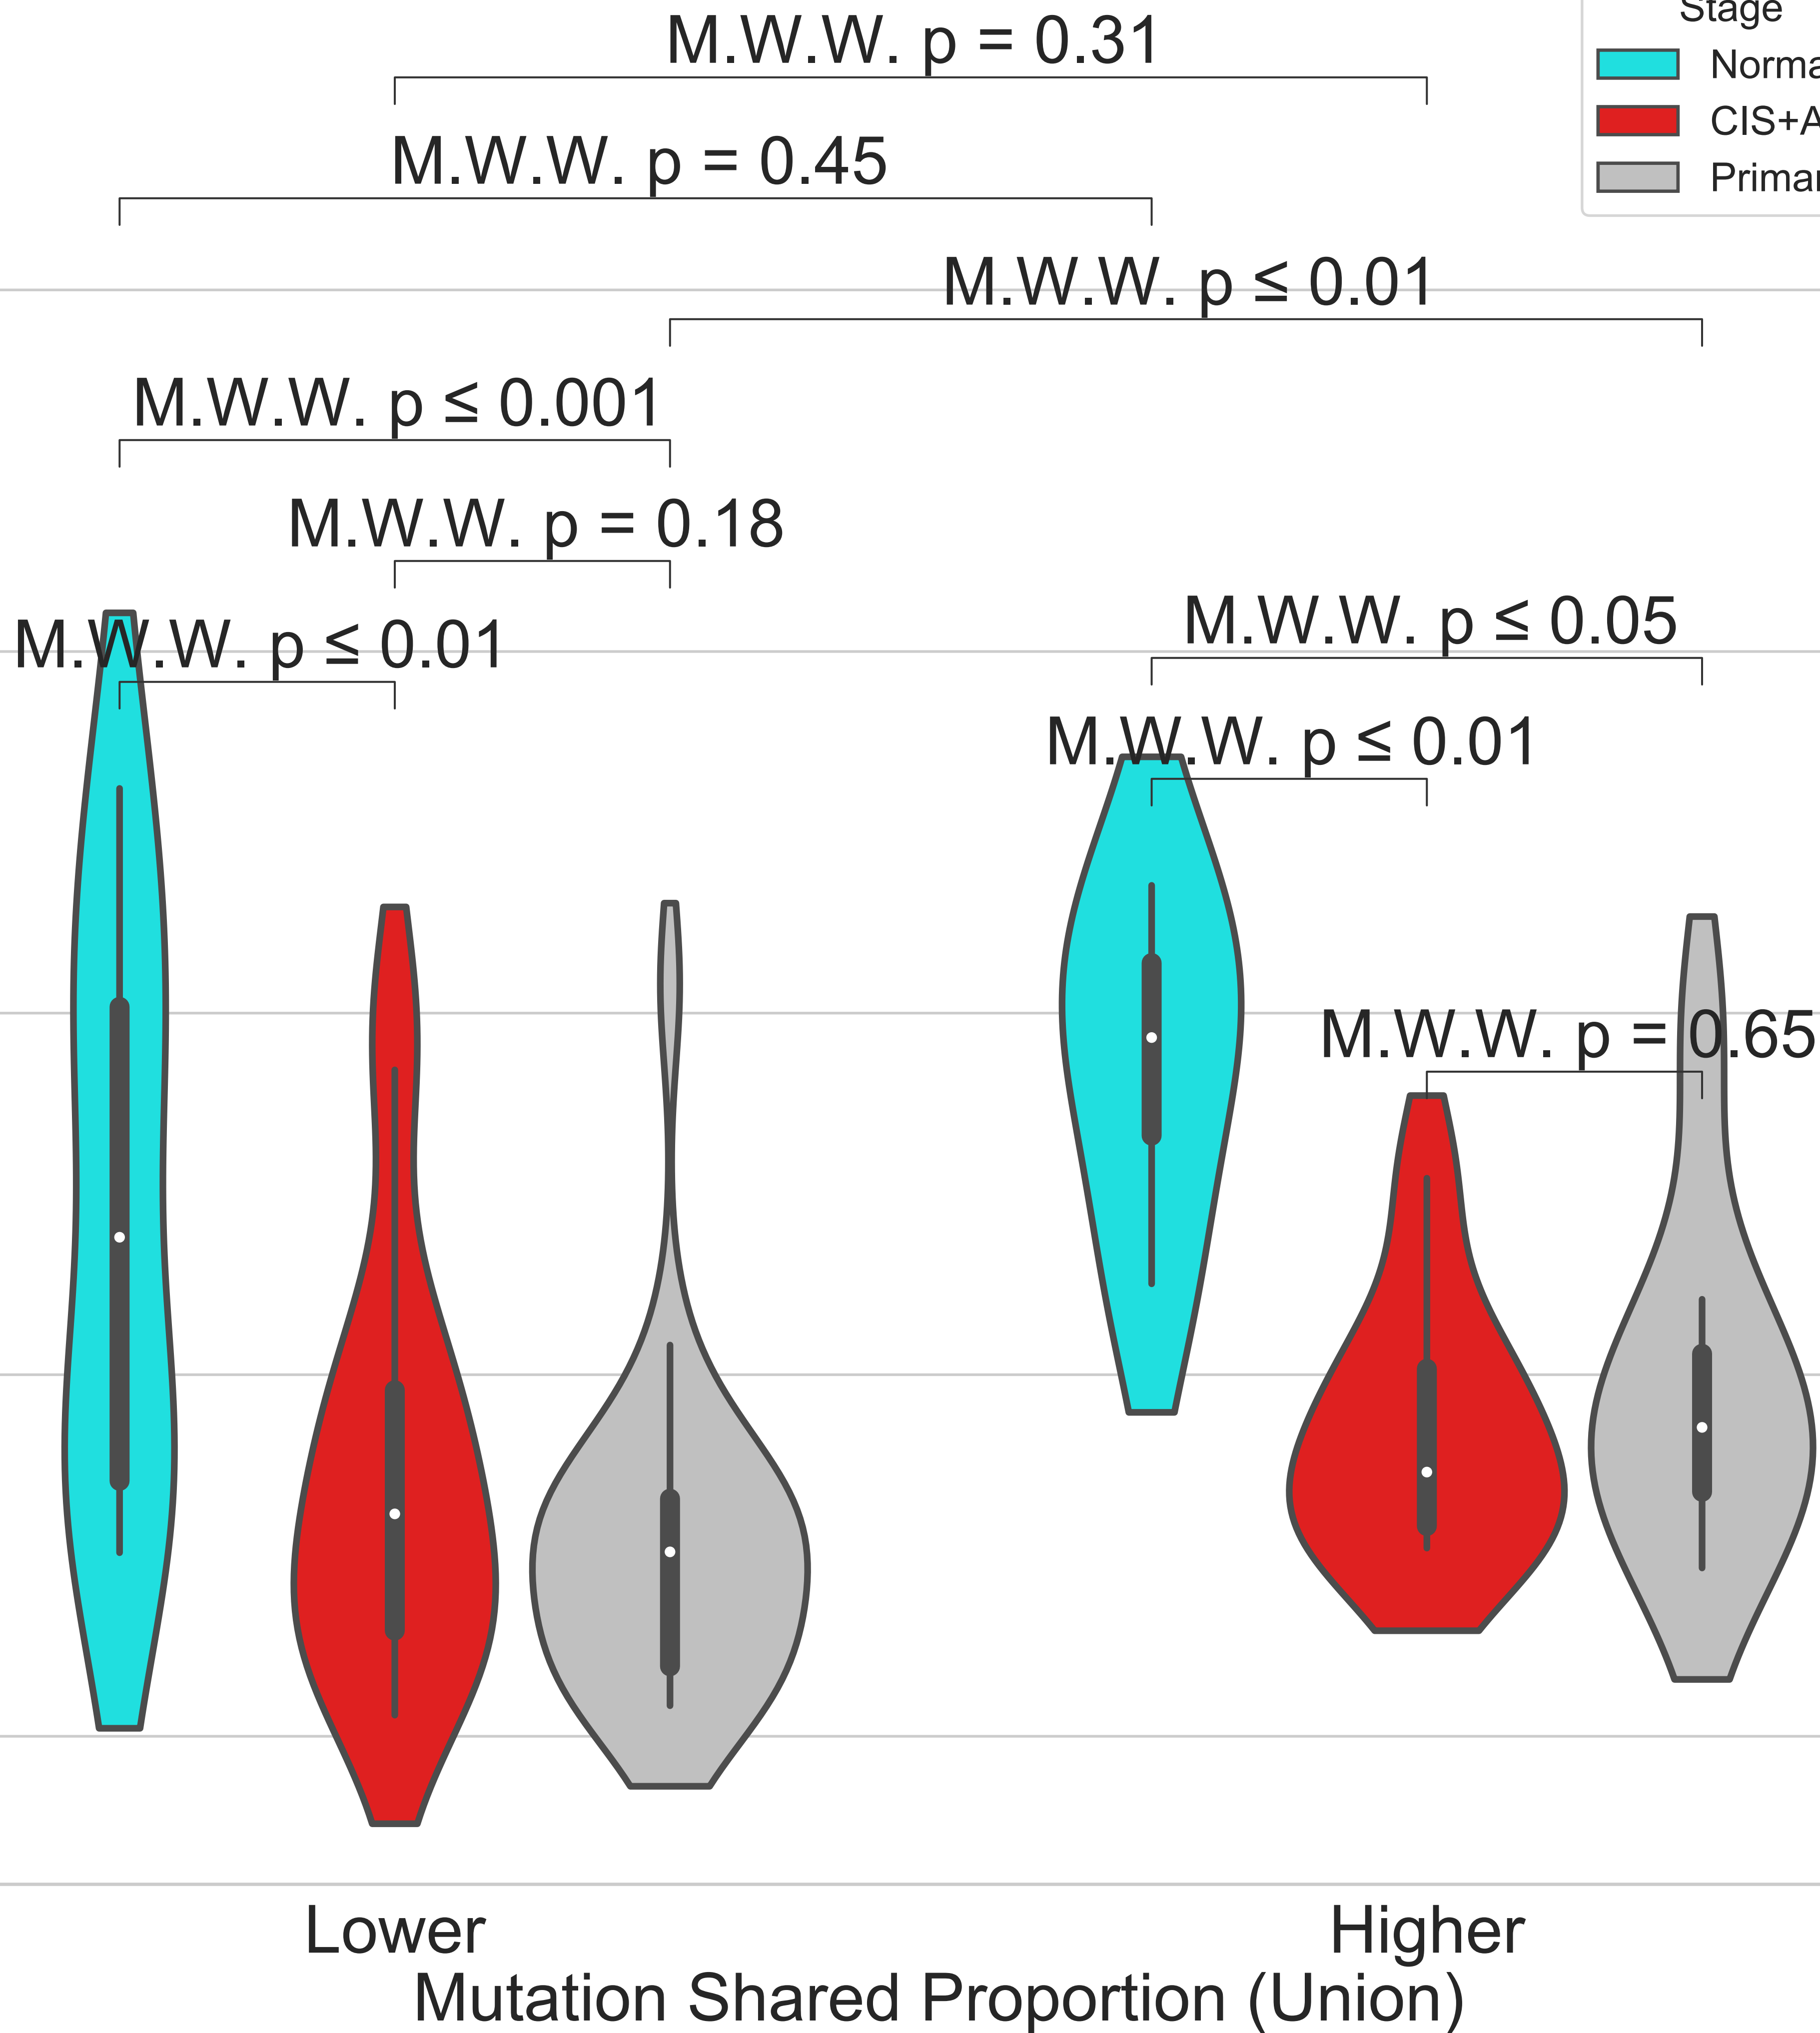 Stage
M.W.W. p = 0.31
Norma
CIS+A
M.W.W. p = 0.45
Primar
M.W.W. p ≤ 0.01
M.W.W. p ≤ 0.001
M.W.W. p = 0.18
M.W.W. p ≤ 0.01
M.W.W. p ≤ 0.05
M.W.W. p ≤ 0.01
M.W.W. p = 0.65
Lower
Higher
Mutation Shared Proportion (Union)